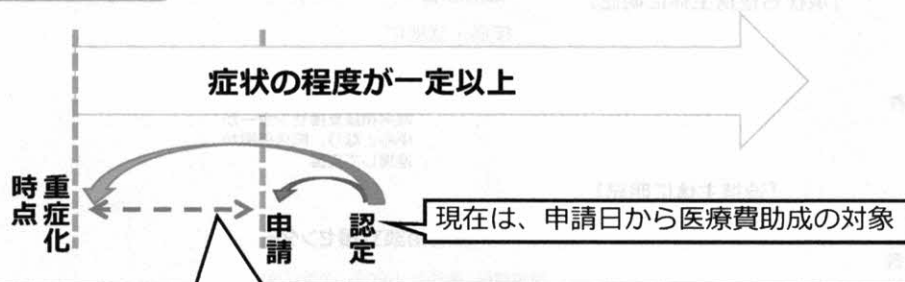 症状の程度が一定以上
重症化
時点
申請
認定
現在は、申請日から医療費助成の対象